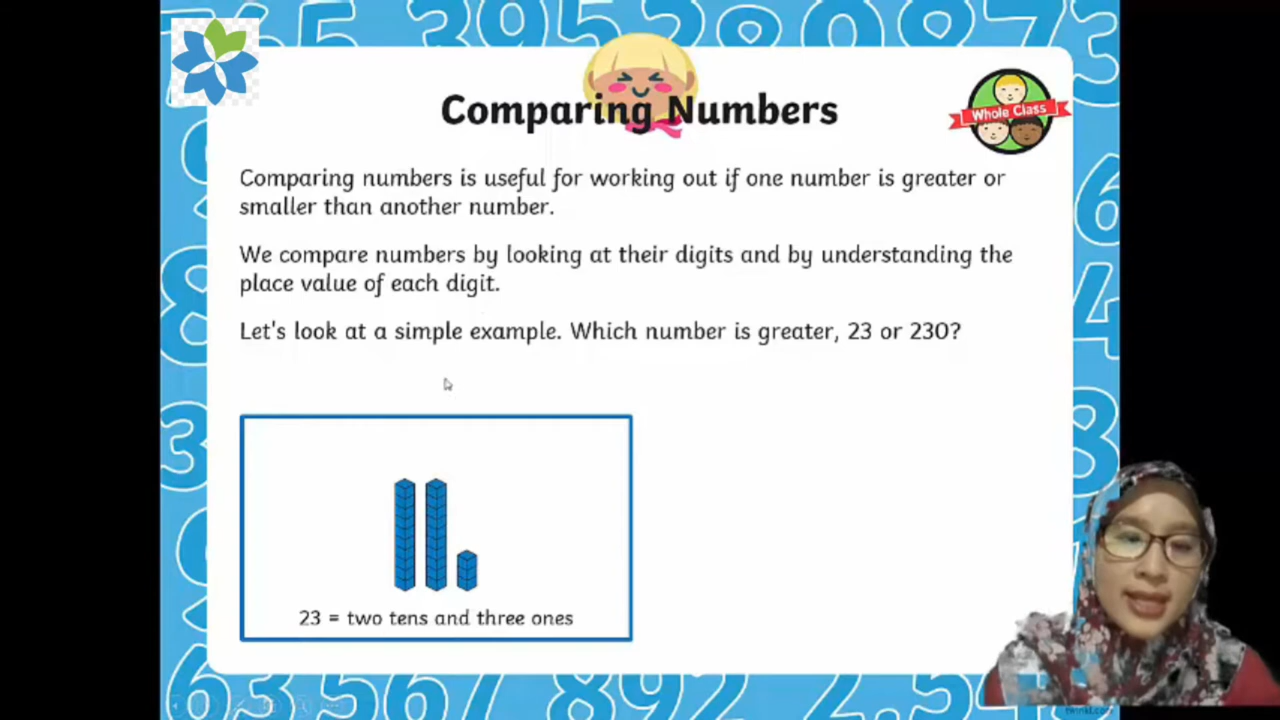 Comparing Numbers
Whole Class
Comparing numbers is useful for working out if one number is greater or
smaller than another number.
We compare numbers by looking at their digits and by understanding the
place value of each digit.
Let's look at a simple example. Which number is greater, 23 or 230?
23 = two tens and three ones